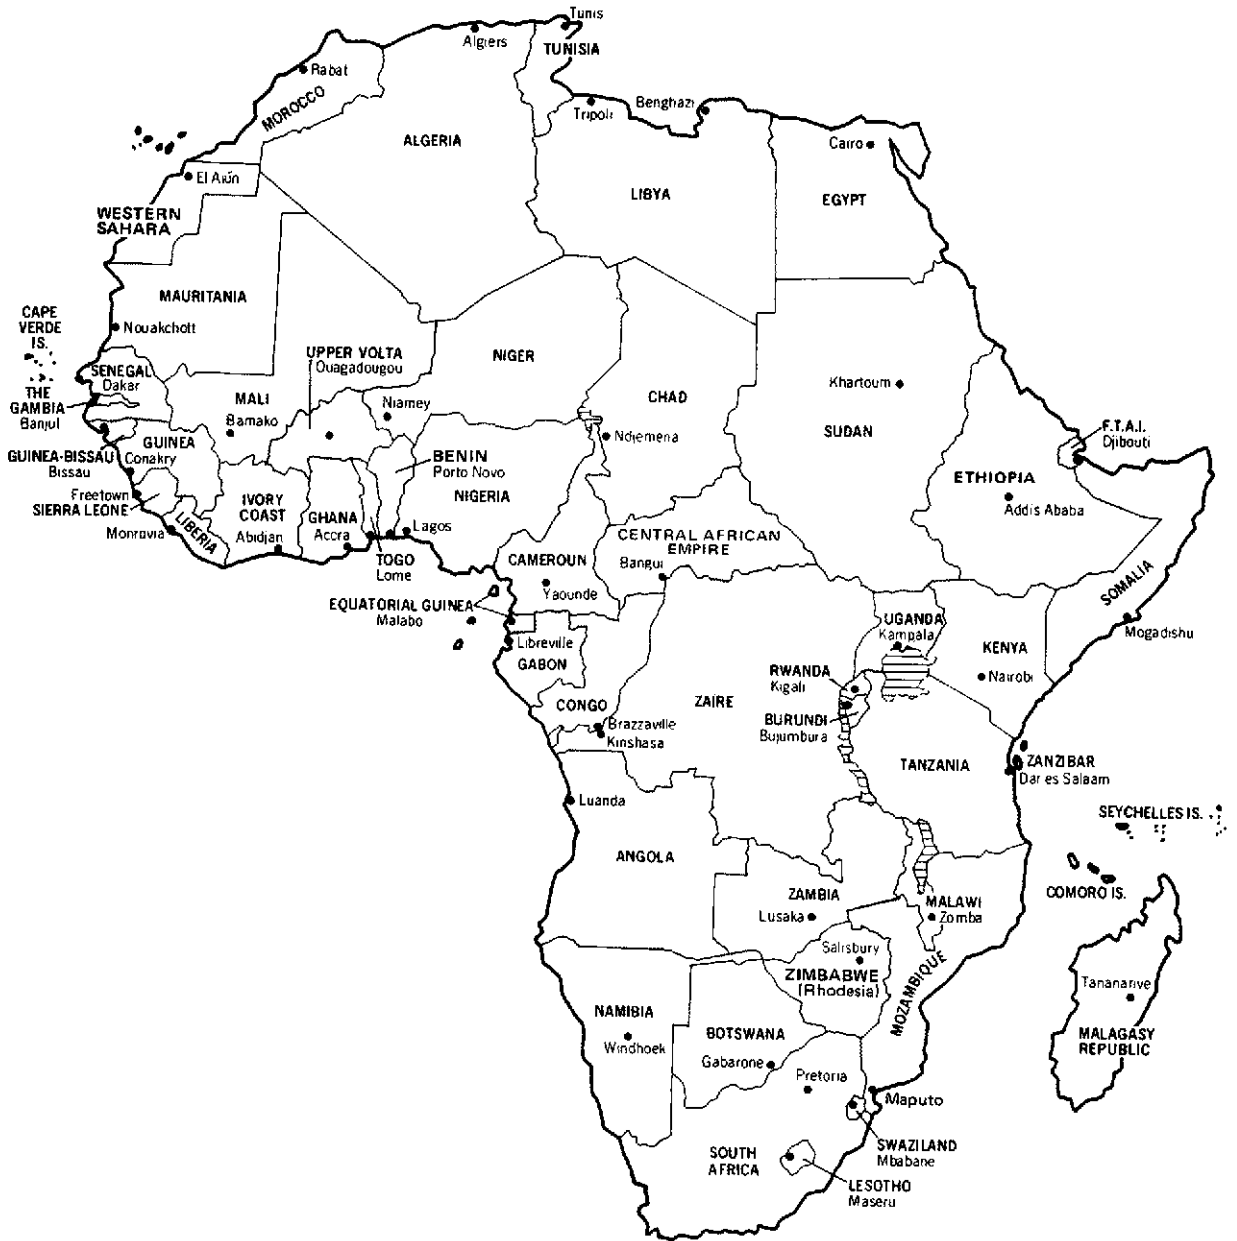 Tunis
Algiers
TUNISIA
Rabat
MOROCCO
Tripoli
Benghazi
ALGERIA
Cairo
El Aiún
LIBYA
EGYPT
WESTERN
SAHARA
MAURITANIA
CAPE
VERDE
IS.
Nouakchott
UPPER VOLTA
Ouagadougou
NIGER
SENEGAL
Dakar
Khartoum
THE
GAMBIA
Banjul
MALI
Bamako
Niamey
CHAD
SUDAN
F.T.A.I.
Djibouti
GUINEA
Conakry
Ndjemena
GUINEA-BISSAU
Bissau
BENIN
Porto Novo
ETHIOPIA
Addis Ababa
Freetown
SIERRA LEONE
IVORY
COAST
Abidjan
NIGERIA
GHANA
Accra
Lagos
Monrovia
LIBERIA
CENTRAL AFRICAN
EMPIRE
Bangui
TOGO
Lome
CAMEROUN
Yaounde
SOMALIA
EQUATORIAL GUINEA
Malabo
UGANDA
Kampala
Mogadishu
Libreville
KENYA
Nairobi
GABON
RWANDA
Kigali
CONGO
ZAIRE
Brazzaville
Kinshasa
BURUNDI
Bujumbura
TANZANIA
ZANZIBAR
Dar es Salaam
Luanda
SEYCHELLES IS.
ANGOLA
COMORO IS.
ZAMBIA
Lusaka
MALAWI
Zomba
Salisbury
ZIMBABWE
(Rhodesia)
MOZAMBIQUE
Tananarive
NAMIBIA
Windhoek
BOTSWANA
Gabarone
MALAGASY
REPUBLIC
Pretoria
Maputo
SWAZILAND
Mbabane
SOUTH
AFRICA
LESOTHO
Maseru